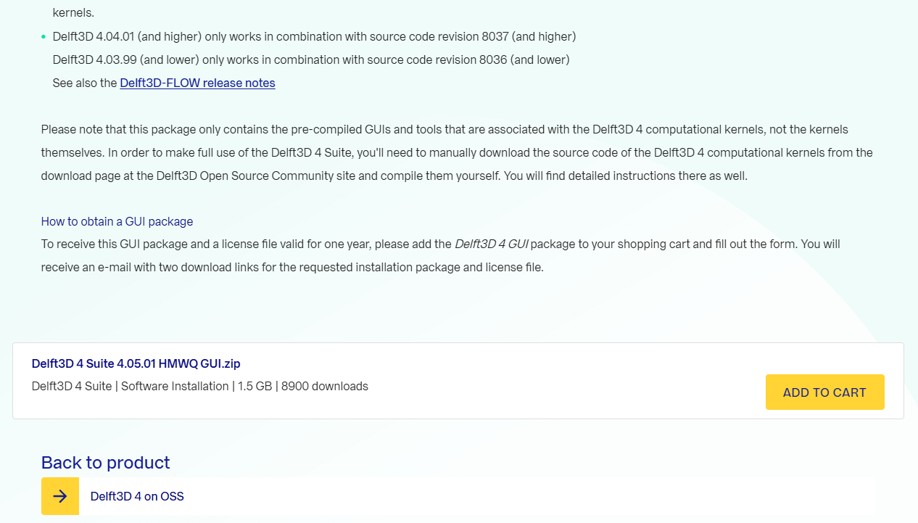 kernels.
Delft3D 4.04.01 (and higher) only works in combination with source code revision 8037 (and higher)
Delft3D 4.03.99 (and lower) only works in combination with source code revision 8036 (and lower)
See also the Delft3D-FLOW release notes
Please note that this package only contains the pre-compiled GUIs and tools that are associated with the Delft3D 4 computational kernels, not the kernels
themselves. In order to make full use of the Delft3D 4 Suite, you'll need to manually download the source code of the Delft3D 4 computational kernels from the
download page at the Delft3D Open Source Community site and compile them yourself. You will find detailed instructions there as well.
How to obtain a GUI package
To receive this GUI package and a license file valid for one year, please add the Delft3D 4 GUI package to your shopping cart and fill out the form. You will
receive an e-mail with two download links for the requested installation package and license file.
Delft3D 4 Suite 4.05.01 HMWQ GUI.zip
Delft3D 4 Suite | Software Installation | 1.5 GB | 8900 downloads
ADD TO CART
Back to product
Delft3D 4 on OSS